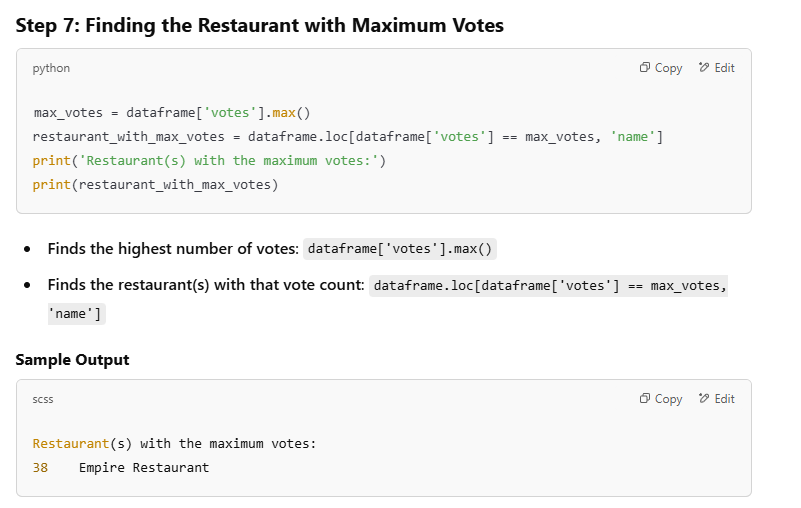 Step 7: Finding the Restaurant with Maximum Votes
python
Copy
Edit
max_votes = dataframe['votes'].max()
restaurant_with_max_votes = dataframe.loc[dataframe['votes'] == max_votes, 'name']
print('Restaurant(s) with the maximum votes:')
print(restaurant_with_max_votes)
• Finds the highest number of votes: dataframe['votes'].max()
• Finds the restaurant(s) with that vote count: dataframe.loc[dataframe['votes'] == max_votes,
'name']
Sample Output
scss
Copy
Edit
Restaurant(s) with the maximum votes:
38    Empire Restaurant